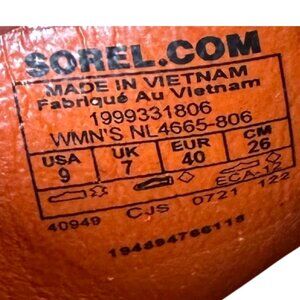 SOREL.COM
MADE IN VIETNAM
Fabriqué Au Vietnam
1999331806
WMN'S NL4665-806
USA UK EUR CM
9 7 40 26
ECA-12
40949 CJS 0721 122